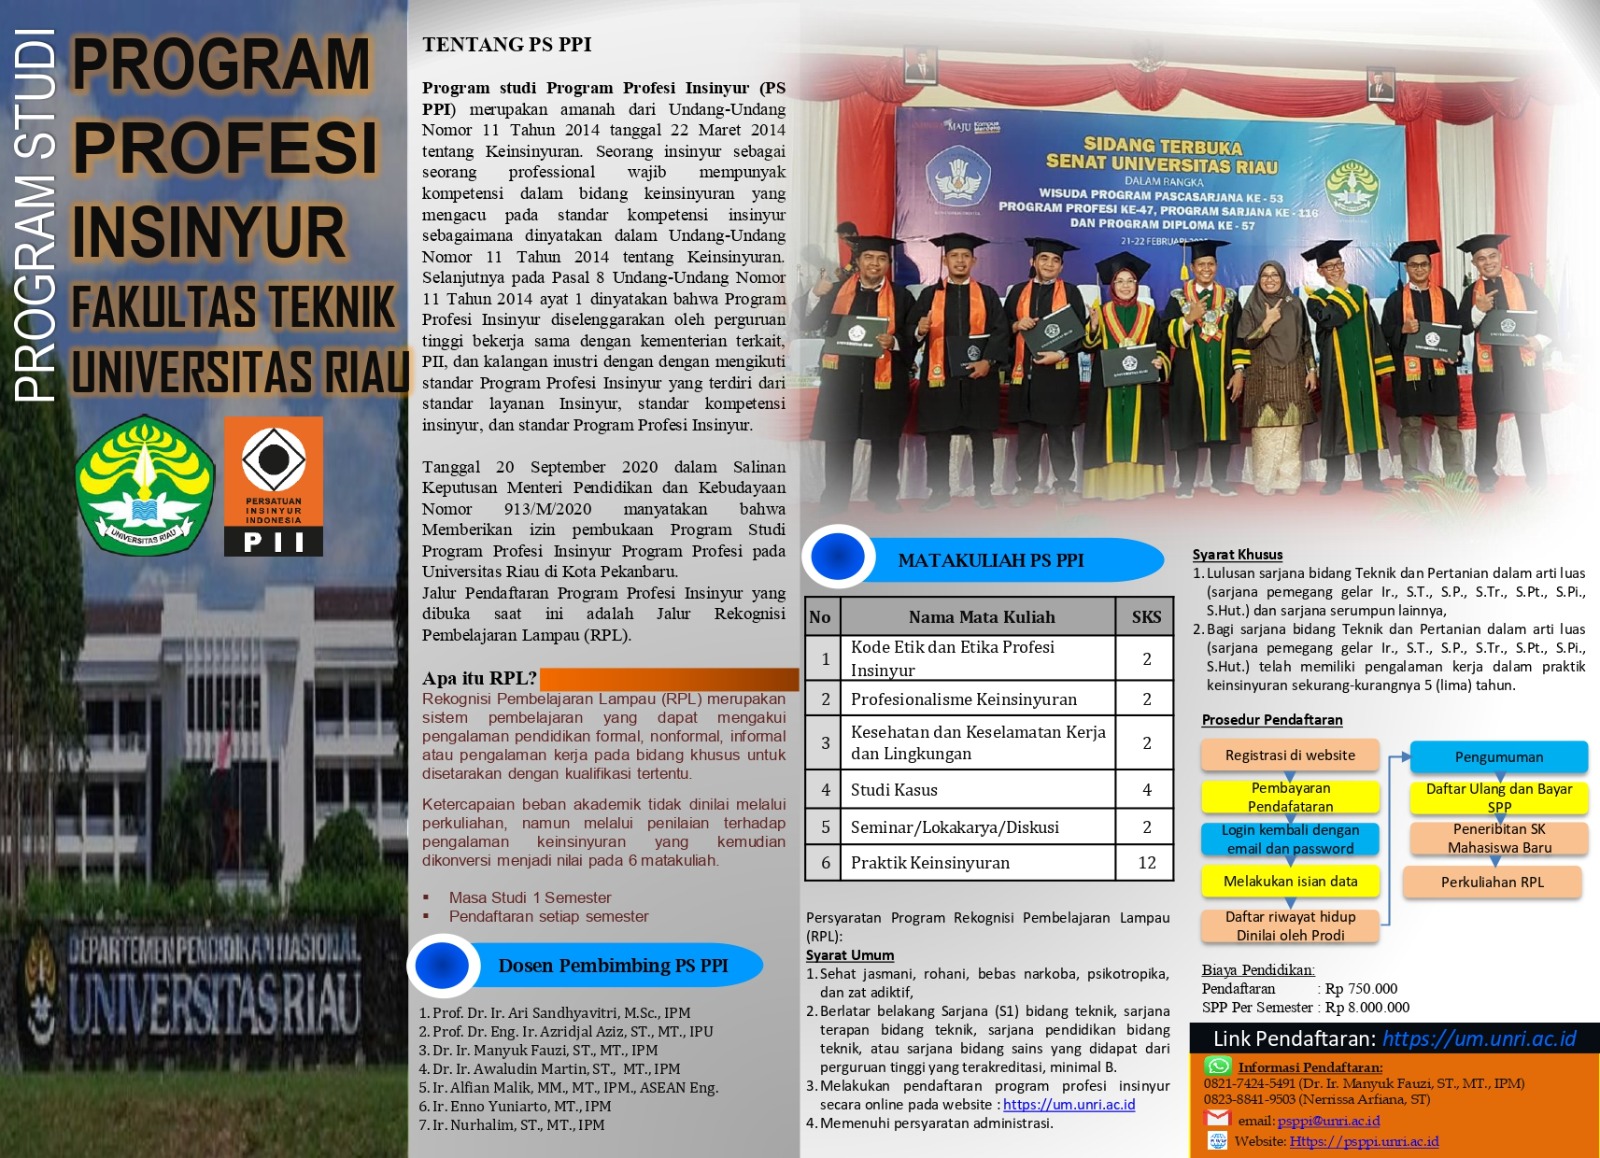 PROGRAM STUDI
PROGRAM
PROFESI
INSINYUR
FAKULTAS TEKNIK
UNIVERSITAS RIAU
UNIVERSITAS RIAU
PERSATUAN
INSINYUR
INDONESIA
PII
DEPARTEMEN PENDIDIKAN NASIONAL
UNIVERSITAS RIAU
TENTANG PS PPI
Program studi Program Profesi Insinyur (PS
PPI) merupakan amanah dari Undang-Undang
Nomor 11 Tahun 2014 tanggal 22 Maret 2014
tentang Keinsinyuran. Seorang insinyur sebagai
seorang professional wajib mempunyak
kompetensi dalam bidang keinsinyuran yang
mengacu pada standar kompetensi insinyur
sebagaimana dinyatakan dalam Undang-Undang
Nomor 11 Tahun 2014 tentang Keinsinyuran.
Selanjutnya pada Pasal 8 Undang-Undang Nomor
11 Tahun 2014 ayat 1 dinyatakan bahwa Program
Profesi Insinyur diselenggarakan oleh perguruan
tinggi bekerja sama dengan kementerian terkait,
PII, dan kalangan inustri dengan dengan mengikuti
standar Program Profesi Insinyur yang terdiri dari
standar layanan Insinyur, standar kompetensi
insinyur, dan standar Program Profesi Insinyur.
Tanggal 20 September 2020 dalam Salinan
Keputusan Menteri Pendidikan dan Kebudayaan
Nomor 913/M/2020 manyatakan bahwa
Memberikan izin pembukaan Program Studi
Program Profesi Insinyur Program Profesi pada
Universitas Riau di Kota Pekanbaru.
Jalur Pendaftaran Program Profesi Insinyur yang
dibuka saat ini adalah Jalur Rekognisi
Pembelajaran Lampau (RPL).
Apa itu RPL?
Rekognisi Pembelajaran Lampau (RPL) merupakan
sistem pembelajaran yang dapat mengakui
pengalaman pendidikan formal, nonformal, informal
atau pengalaman kerja pada bidang khusus untuk
disetarakan dengan kualifikasi tertentu.
Ketercapaian beban akademik tidak dinilai melalui
perkuliahan, namun melalui penilaian terhadap
pengalaman keinsinyuran yang kemudian
dikonversi menjadi nilai pada 6 matakuliah.
▪ Masa Studi 1 Semester
▪ Pendaftaran setiap semester
Dosen Pembimbing PS PPI
1. Prof. Dr. Ir. Ari Sandhyavitri, M.Sc., IPM
2. Prof. Dr. Eng. Ir. Azridjal Aziz, ST., MT., IPU
3. Dr. Ir. Manyuk Fauzi, ST., MT., IPM
4. Dr. Ir. Awaludin Martin, ST., MT., IPM
5. Ir. Alfian Malik, MM., MT., IPM., ASEAN Eng.
6. Ir. Enno Yuniarto, MT., IPM
7. Ir. Nurhalim, ST., MT., IPM
MAJU Kampus Merdeka
SIDANG TERBUKA
SENAT UNIVERSITAS RIAU
DALAM RANGKA
WISUDA PROGRAM PASCASARJANA KE - 53
PROGRAM PROFESI KE-47, PROGRAM SARJANA KE - 116
DAN PROGRAM DIPLOMA KE - 57
21-22 FEBRUARI
MATAKULIAH PS PPI
No Nama Mata Kuliah SKS
1 Kode Etik dan Etika Profesi
Insinyur 2
2 Profesionalisme Keinsinyuran 2
3 Kesehatan dan Keselamatan Kerja
dan Lingkungan 2
4 Studi Kasus 4
5 Seminar/Lokakarya/Diskusi 2
6 Praktik Keinsinyuran 12
Persyaratan Program Rekognisi Pembelajaran Lampau
(RPL):
Syarat Umum
1. Sehat jasmani, rohani, bebas narkoba, psikotropika,
dan zat adiktif,
2. Berlatar belakang Sarjana (S1) bidang teknik, sarjana
terapan bidang teknik, sarjana pendidikan bidang
teknik, atau sarjana bidang sains yang didapat dari
perguruan tinggi yang terakreditasi, minimal B.
3. Melakukan pendaftaran program profesi insinyur
secara online pada website : https://um.unri.ac.id
4. Memenuhi persyaratan administrasi.
Syarat Khusus
1. Lulusan sarjana bidang Teknik dan Pertanian dalam arti luas
(sarjana pemegang gelar Ir., S.T., S.P., S.Tr., S.Pt., S.Pi.,
S.Hut.) dan sarjana serumpun lainnya,
2. Bagi sarjana bidang Teknik dan Pertanian dalam arti luas
(sarjana pemegang gelar Ir., S.T., S.P., S.Tr., S.Pt., S.Pi.,
S.Hut.) telah memiliki pengalaman kerja dalam praktik
keinsinyuran sekurang-kurangnya 5 (lima) tahun.
Prosedur Pendaftaran
Registrasi di website
Pembayaran
Pendafataran
Login kembali dengan
email dan password
Melakukan isian data
Daftar riwayat hidup
Dinilai oleh Prodi
Pengumuman
Daftar Ulang dan Bayar
SPP
Peneribitan SK
Mahasiswa Baru
Perkuliahan RPL
Biaya Pendidikan:
Pendaftaran : Rp 750.000
SPP Per Semester : Rp 8.000.000
Link Pendaftaran: https://um.unri.ac.id
Informasi Pendaftaran:
0821-7424-5491 (Dr. Ir. Manyuk Fauzi, ST., MT., IPM)
0823-8841-9503 (Nerrissa Arfiana, ST)
email: psppi@unri.ac.id
Website: Https://psppi.unri.ac.id